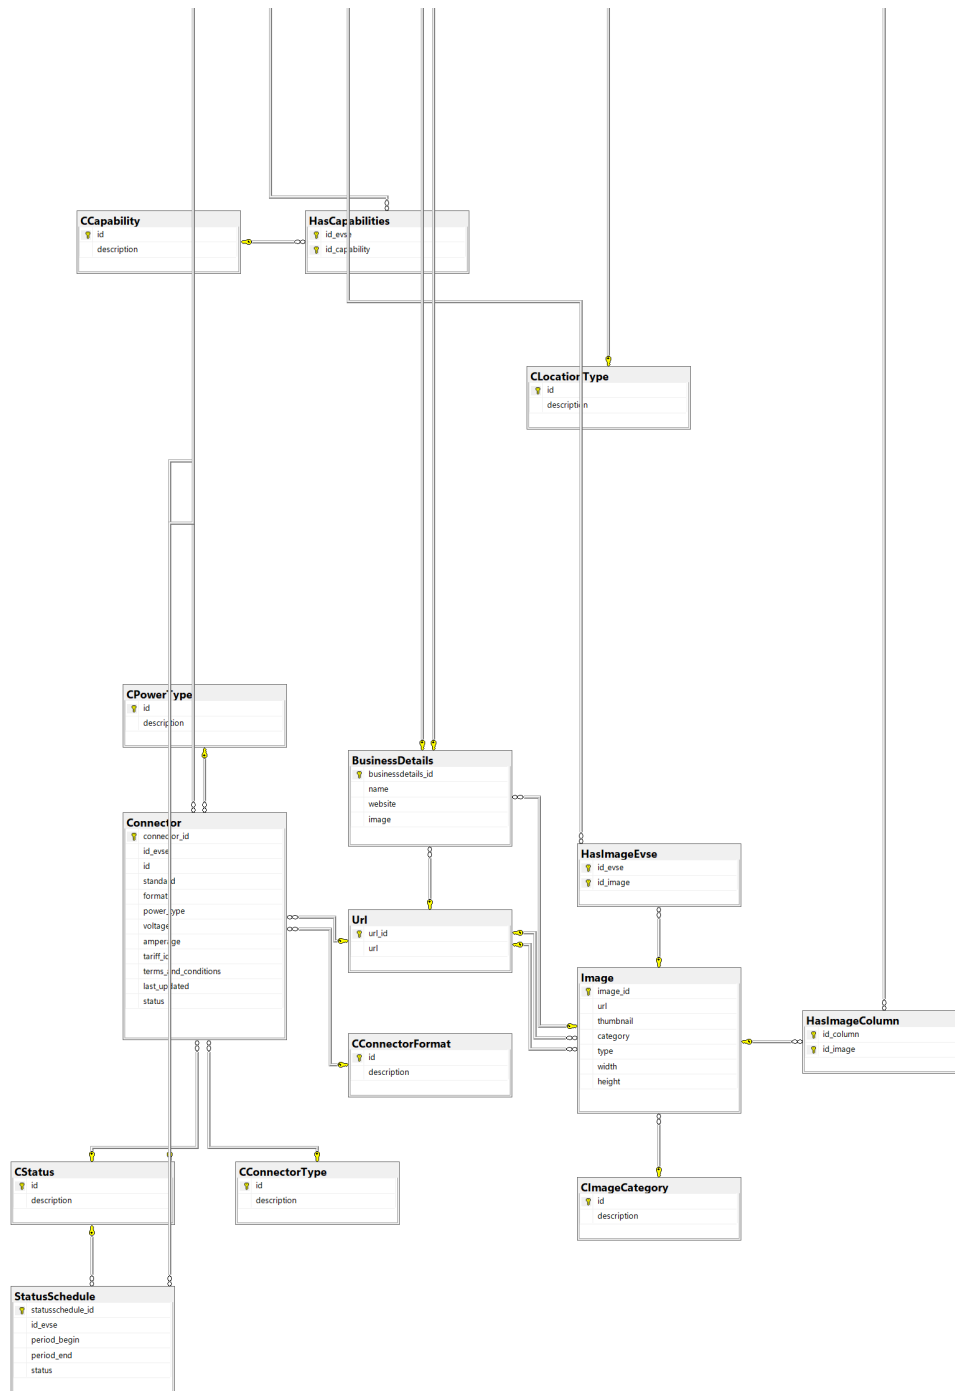 CCapability
id
description
HasCapabilities
id_evse
id_capability
CLocationType
id
description
CPowerType
id
description
Connector
connector_id
id_evse
id
standard
format
power_type
voltage
amperage
tariff_id
terms_and_conditions
last_updated
status
BusinessDetails
businessdetails_id
name
website
image
Url
url_id
url
CConnectorFormat
id
description
HasImageEvse
id_evse
id_image
Image
image_id
url
thumbnail
category
type
width
height
HasImageColumn
id_column
id_image
CStatus
id
description
CConnectorType
id
description
CImageCategory
id
description
StatusSchedule
statusschedule_id
id_evse
period_begin
period_end
status